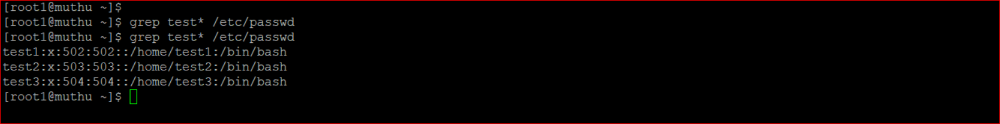 [root1@muthu ~]$
[root1@muthu ~]$ grep test* /etc/passwd
[root1@muthu ~]$ grep test* /etc/passwd
test1:x:502:502::/home/test1:/bin/bash
test2:x:503:503::/home/test2:/bin/bash
test3:x:504:504::/home/test3:/bin/bash
[root1@muthu ~]$